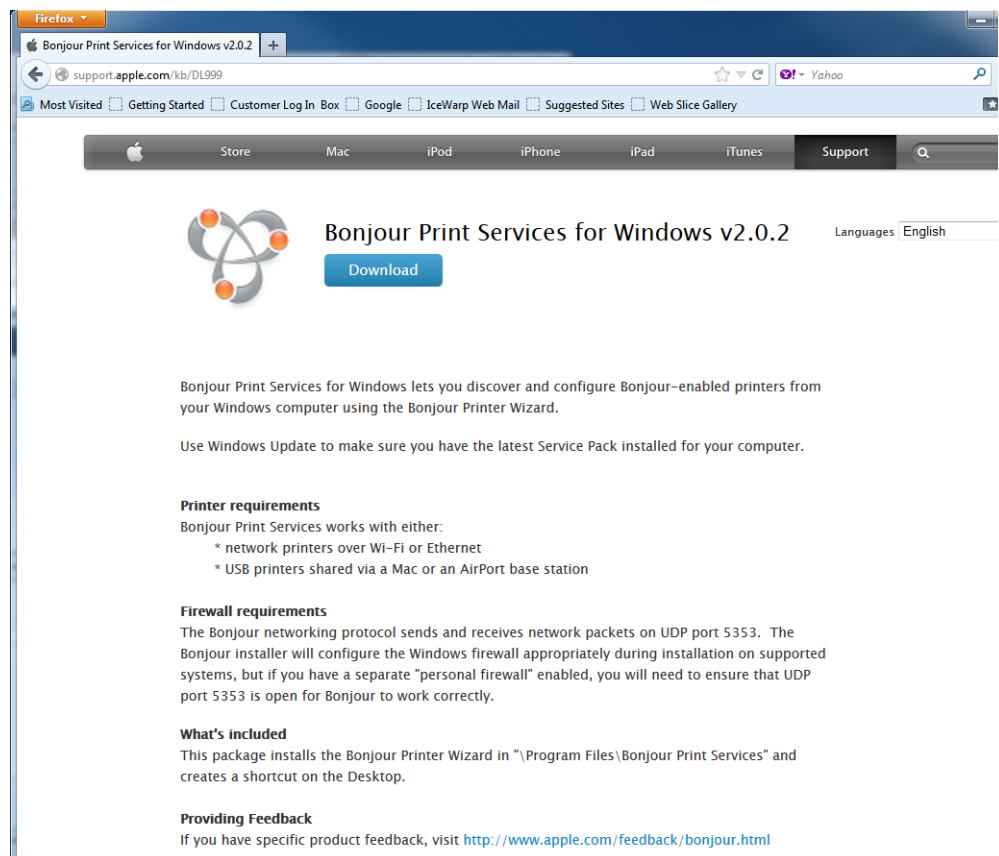 Firefox
Bonjour Print Services for Windows v2.0.2
support.apple.com/kb/DL999
Yahoo
Most Visited Getting Started Customer Log In Box Google IceWarp Web Mail Suggested Sites Web Slice Gallery
Store Mac iPod iPhone iPad iTunes Support
Bonjour Print Services for Windows v2.0.2
Languages English
Download
Bonjour Print Services for Windows lets you discover and configure Bonjour-enabled printers from
your Windows computer using the Bonjour Printer Wizard.
Use Windows Update to make sure you have the latest Service Pack installed for your computer.
Printer requirements
Bonjour Print Services works with either:
* network printers over Wi-Fi or Ethernet
* USB printers shared via a Mac or an AirPort base station
Firewall requirements
The Bonjour networking protocol sends and receives network packets on UDP port 5353. The
Bonjour installer will configure the Windows firewall appropriately during installation on supported
systems, but if you have a separate "personal firewall" enabled, you will need to ensure that UDP
port 5353 is open for Bonjour to work correctly.
What's included
This package installs the Bonjour Printer Wizard in "\Program Files\Bonjour Print Services" and
creates a shortcut on the Desktop.
Providing Feedback
If you have specific product feedback, visit http://www.apple.com/feedback/bonjour.html